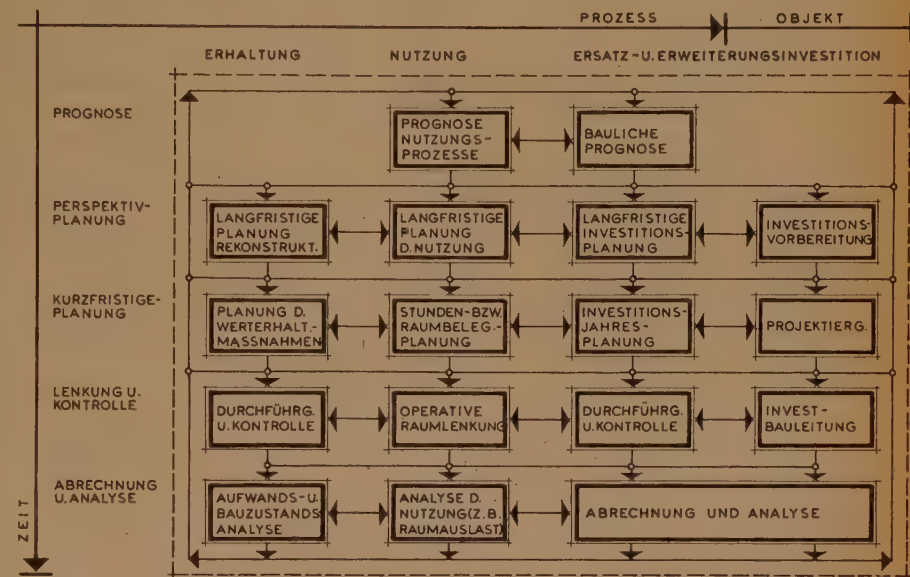 PROZESS
OBJEKT
ERHALTUNG
NUTZUNG
ERSATZ-U. ERWEITERUNGSINVESTITION
PROGNOSE
PROGNOSE
NUTZUNGS-
PROZESSE
BAULICHE
PROGNOSE
PERSPEKTIV-
PLANUNG
LANGFRISTIGE
PLANUNG
REKONSTRUKT.
LANGFRISTIGE
PLANUNG
D. NUTZUNG
LANGFRISTIGE
INVESTITIONS-
PLANUNG
INVESTITIONS-
VORBEREITUNG
KURZFRISTIGE-
PLANUNG
PLANUNG D.
WERTERHALT.-
MASSNAHMEN
STUNDEN-BZW.
RAUMBELEG.-
PLANUNG
INVESTITIONS-
JAHRES-
PLANUNG
PROJEKTIERG.
LENKUNG U.
KONTROLLE
DURCHFÜHRG.
U. KONTROLLE
OPERATIVE
RAUMLENKUNG
DURCHFÜHRG.
U. KONTROLLE
INVEST-
BAULEITUNG
ABRECHNUNG
U. ANALYSE
AUFWANDS-U.
BAUZUSTANDS
ANALYSE
ANALYSE D.
NUTZUNG(Z.B.
RAUMAUSLAST)
ABRECHNUNG UND ANALYSE
ZEIT